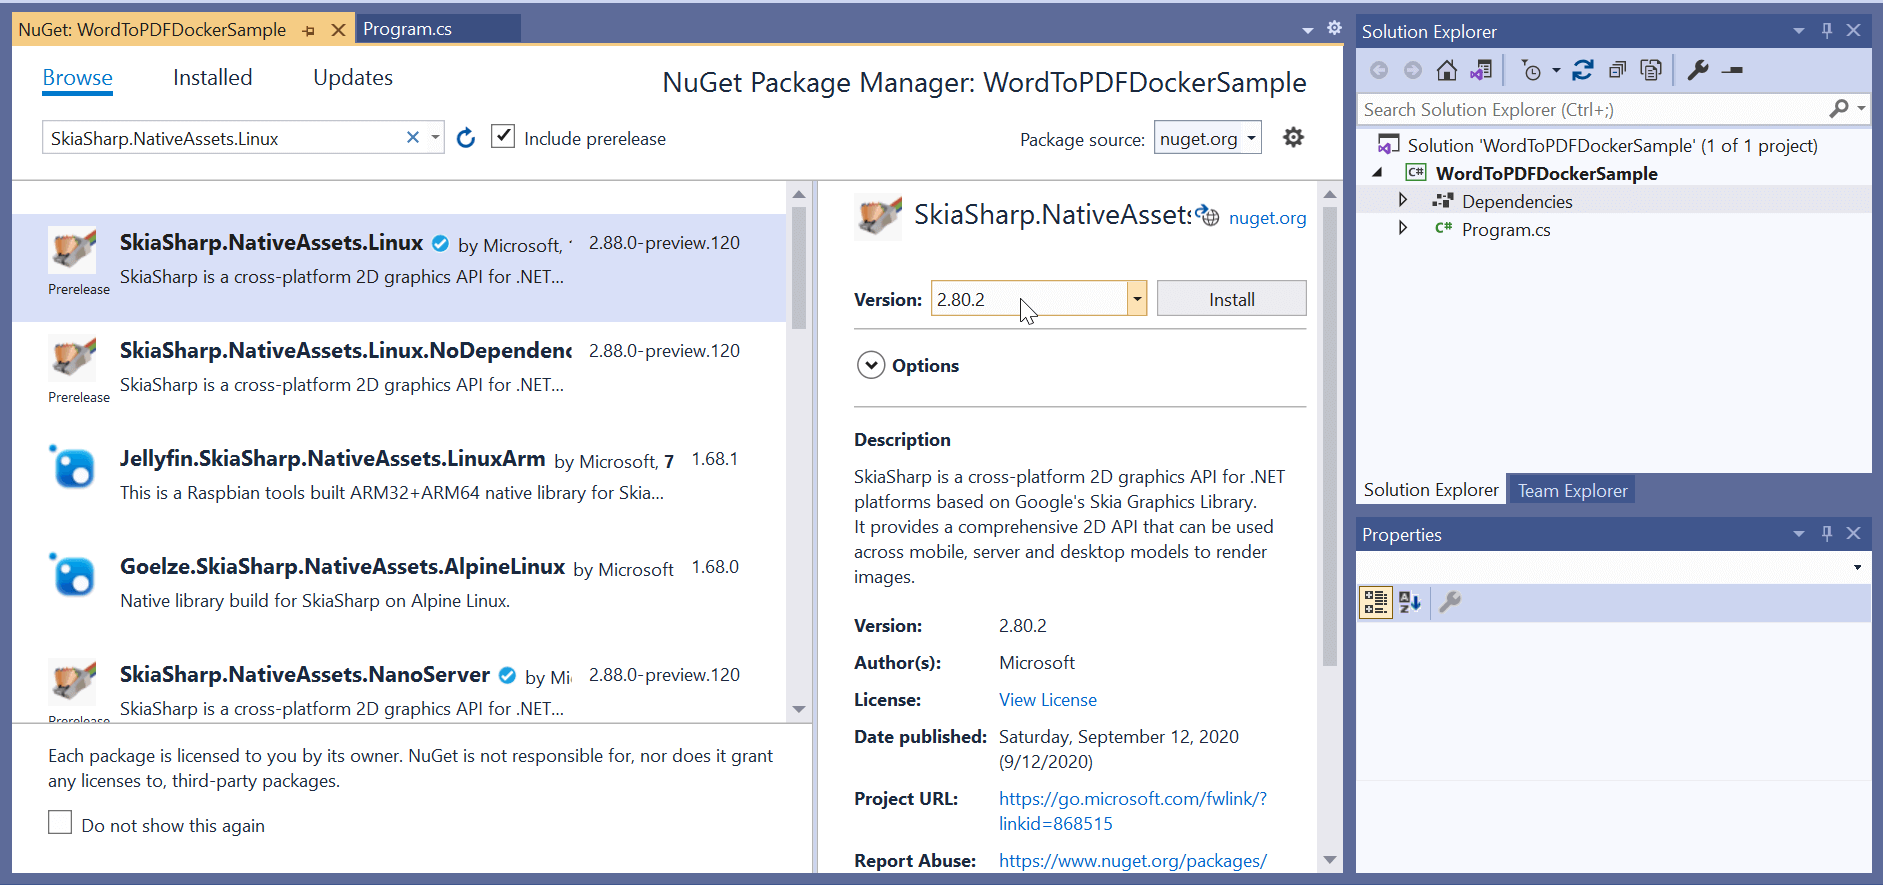 NuGet: WordToPDFDockerSample
Program.cs
Browse
Installed
Updates
NuGet Package Manager: WordToPDFDockerSample
SkiaSharp.NativeAssets.Linux
Include prerelease
Package source:
nuget.org
SkiaSharp.NativeAssets.Linux by Microsoft, 2.88.0-preview.120
SkiaSharp is a cross-platform 2D graphics API for .NET...
Prerelease
SkiaSharp.NativeAssets.Linux.NoDependenc 2.88.0-preview.120
SkiaSharp is a cross-platform 2D graphics API for .NET...
Prerelease
Jellyfin.SkiaSharp.NativeAssets.LinuxArm by Microsoft, 7 1.68.1
This is a Raspbian tools built ARM32+ARM64 native library for Skia...
Goelze.SkiaSharp.NativeAssets.AlpineLinux by Microsoft 1.68.0
Native library build for SkiaSharp on Alpine Linux.
SkiaSharp.NativeAssets.NanoServer by Mi 2.88.0-preview.120
SkiaSharp is a cross-platform 2D graphics API for .NET...
Prerelease
Each package is licensed to you by its owner. NuGet is not responsible for, nor does it grant
any licenses to, third-party packages.
Do not show this again
SkiaSharp.NativeAssets
nuget.org
Version: 2.80.2
Install
Options
Description
SkiaSharp is a cross-platform 2D graphics API for .NET
platforms based on Google's Skia Graphics Library.
It provides a comprehensive 2D API that can be used
across mobile, server and desktop models to render
images.
Version: 2.80.2
Author(s): Microsoft
License: View License
Date published: Saturday, September 12, 2020
(9/12/2020)
Project URL: https://go.microsoft.com/fwlink/?
linkid=868515
Report Abuse: https://www.nuget.org/packages/
Solution Explorer
Search Solution Explorer (Ctrl+;)
Solution 'WordToPDFDockerSample' (1 of 1 project)
C# WordToPDFDockerSample
Dependencies
C# Program.cs
Solution Explorer
Team Explorer
Properties